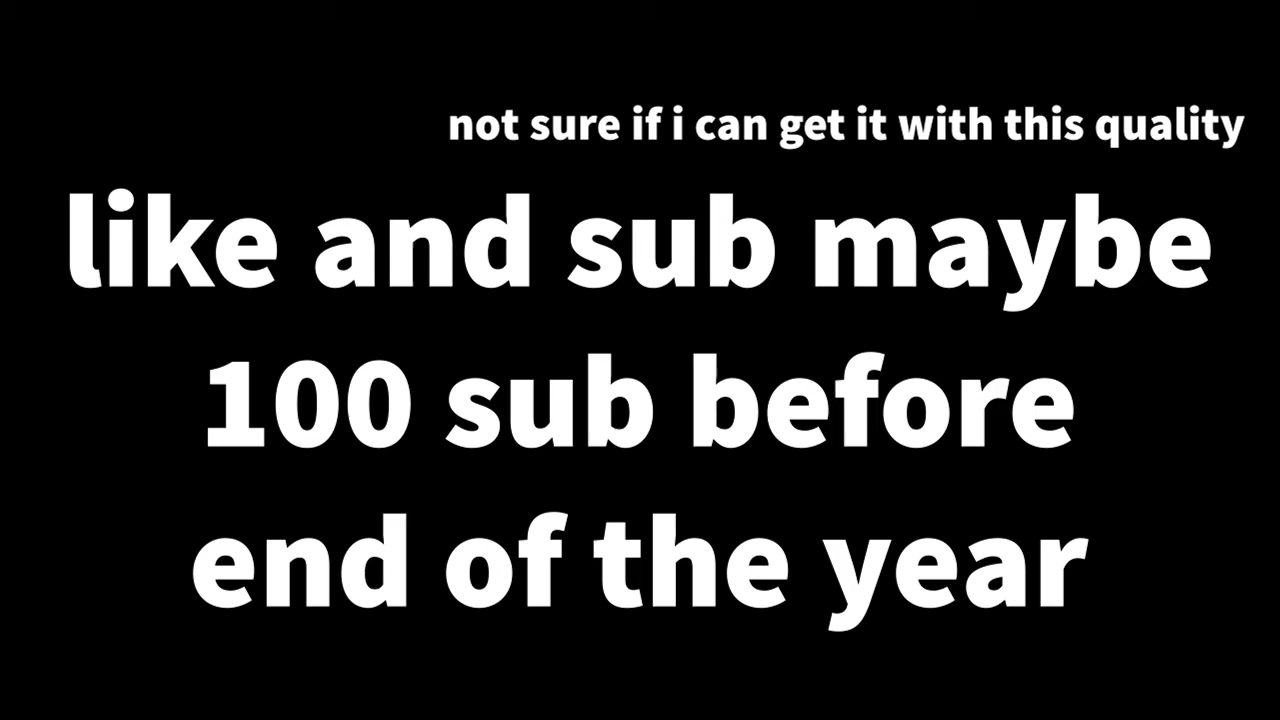 not sure if i can get it with this quality
like and sub maybe
100 sub before
end of the year